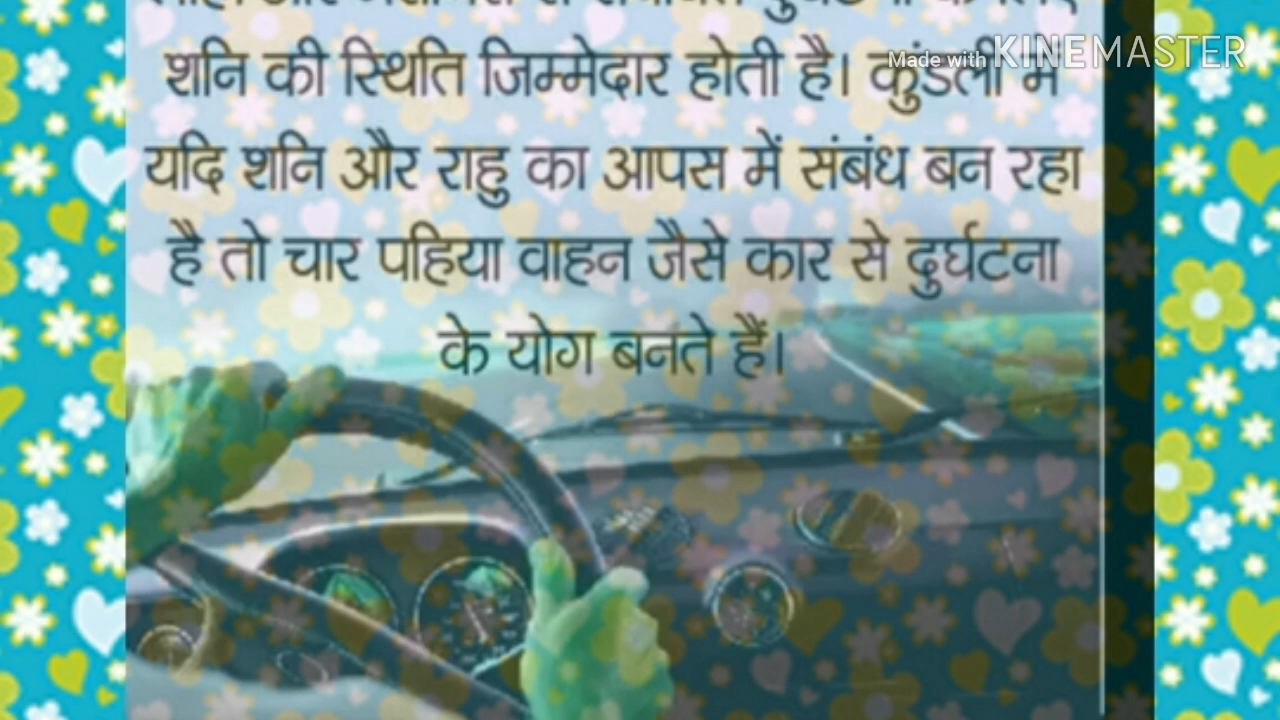 शनि की स्थिति जिम्मेदार होती है। कुंडली में
यदि शनि और राहु का आपस में संबंध बन रहा
है तो चार पहिया वाहन जैसे कार से दुर्घटना
के योग बनते हैं।
Made with KINEMASTER